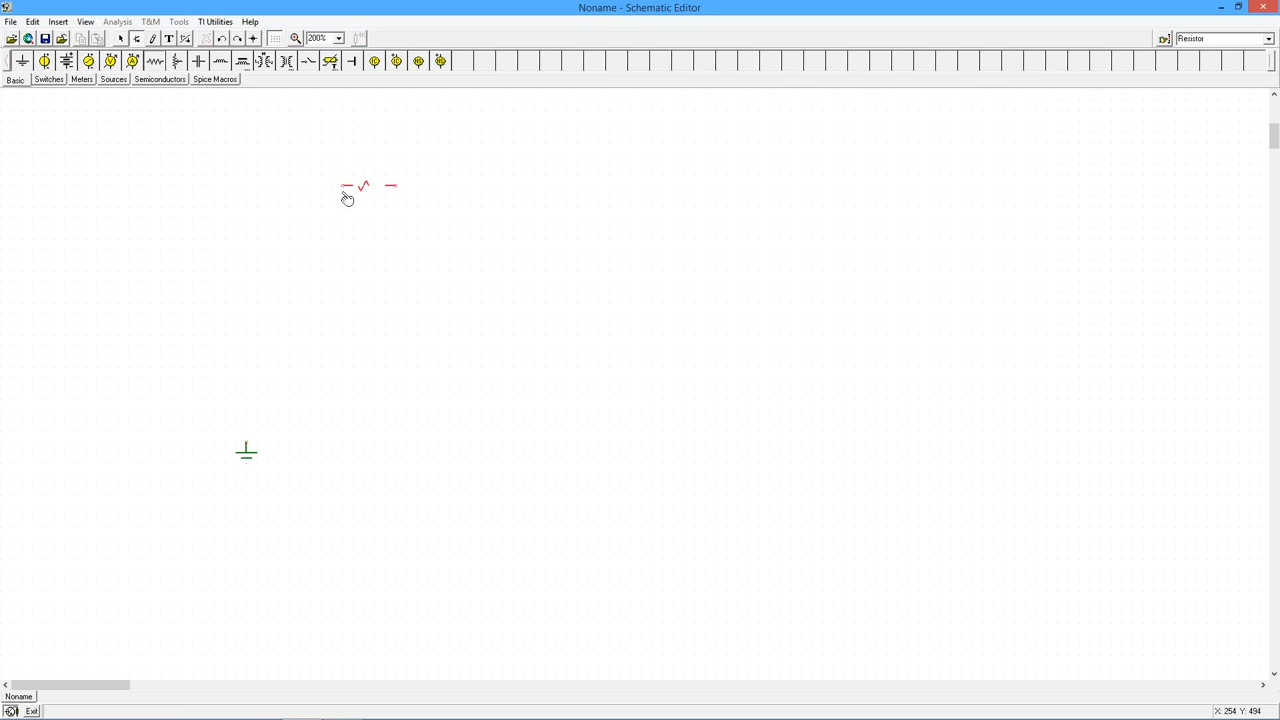 Noname - Schematic Editor
File Edit Insert View Analysis T&M Tools TI Utilities Help
200% Resistor
Basic Switches Meters Sources Semiconductors Spice Macros
Noname
Exit X: 254 Y: 494